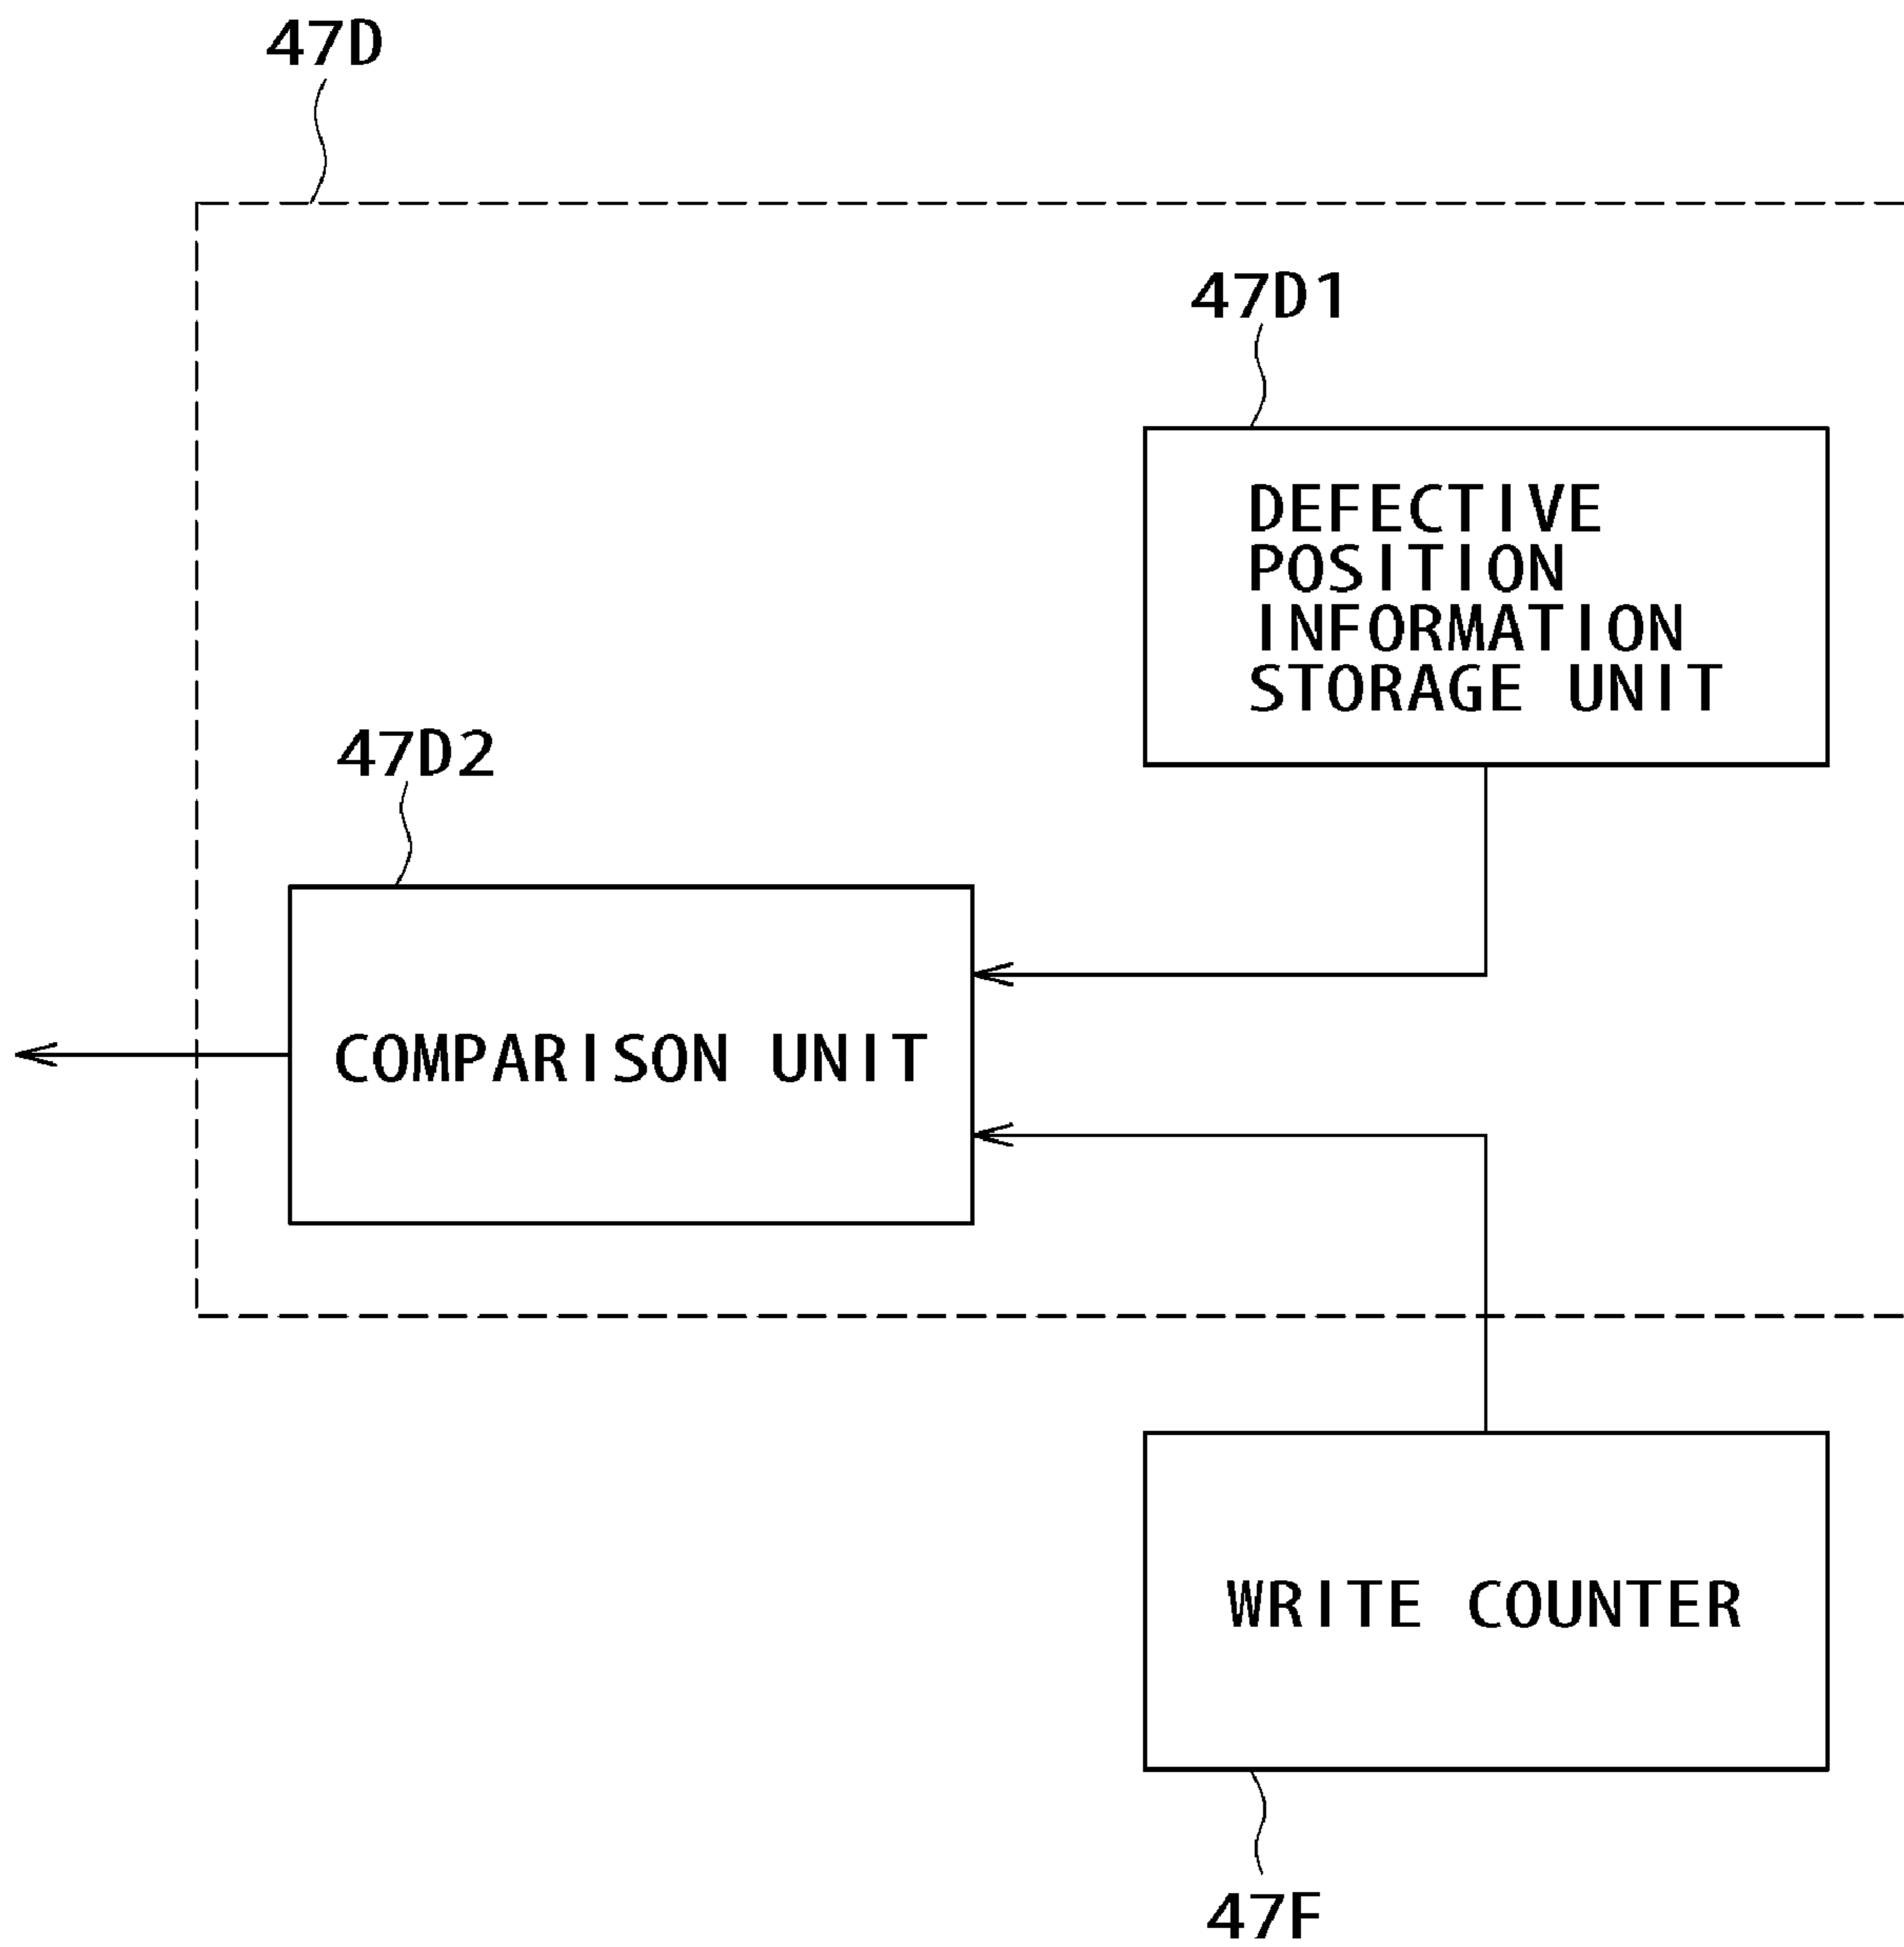 47D
47D1
DEFECTIVE
POSITION
INFORMATION
STORAGE UNIT
47D2
COMPARISON UNIT
WRITE COUNTER
47F